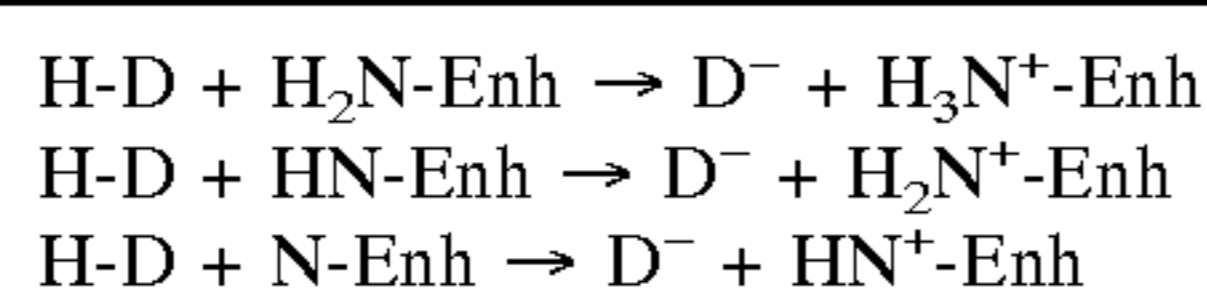 H-D + H₂N-Enh → D⁻ + H₃N⁺-Enh
H-D + HN-Enh → D⁻ + H₂N⁺-Enh
H-D + N-Enh → D⁻ + HN⁺-Enh